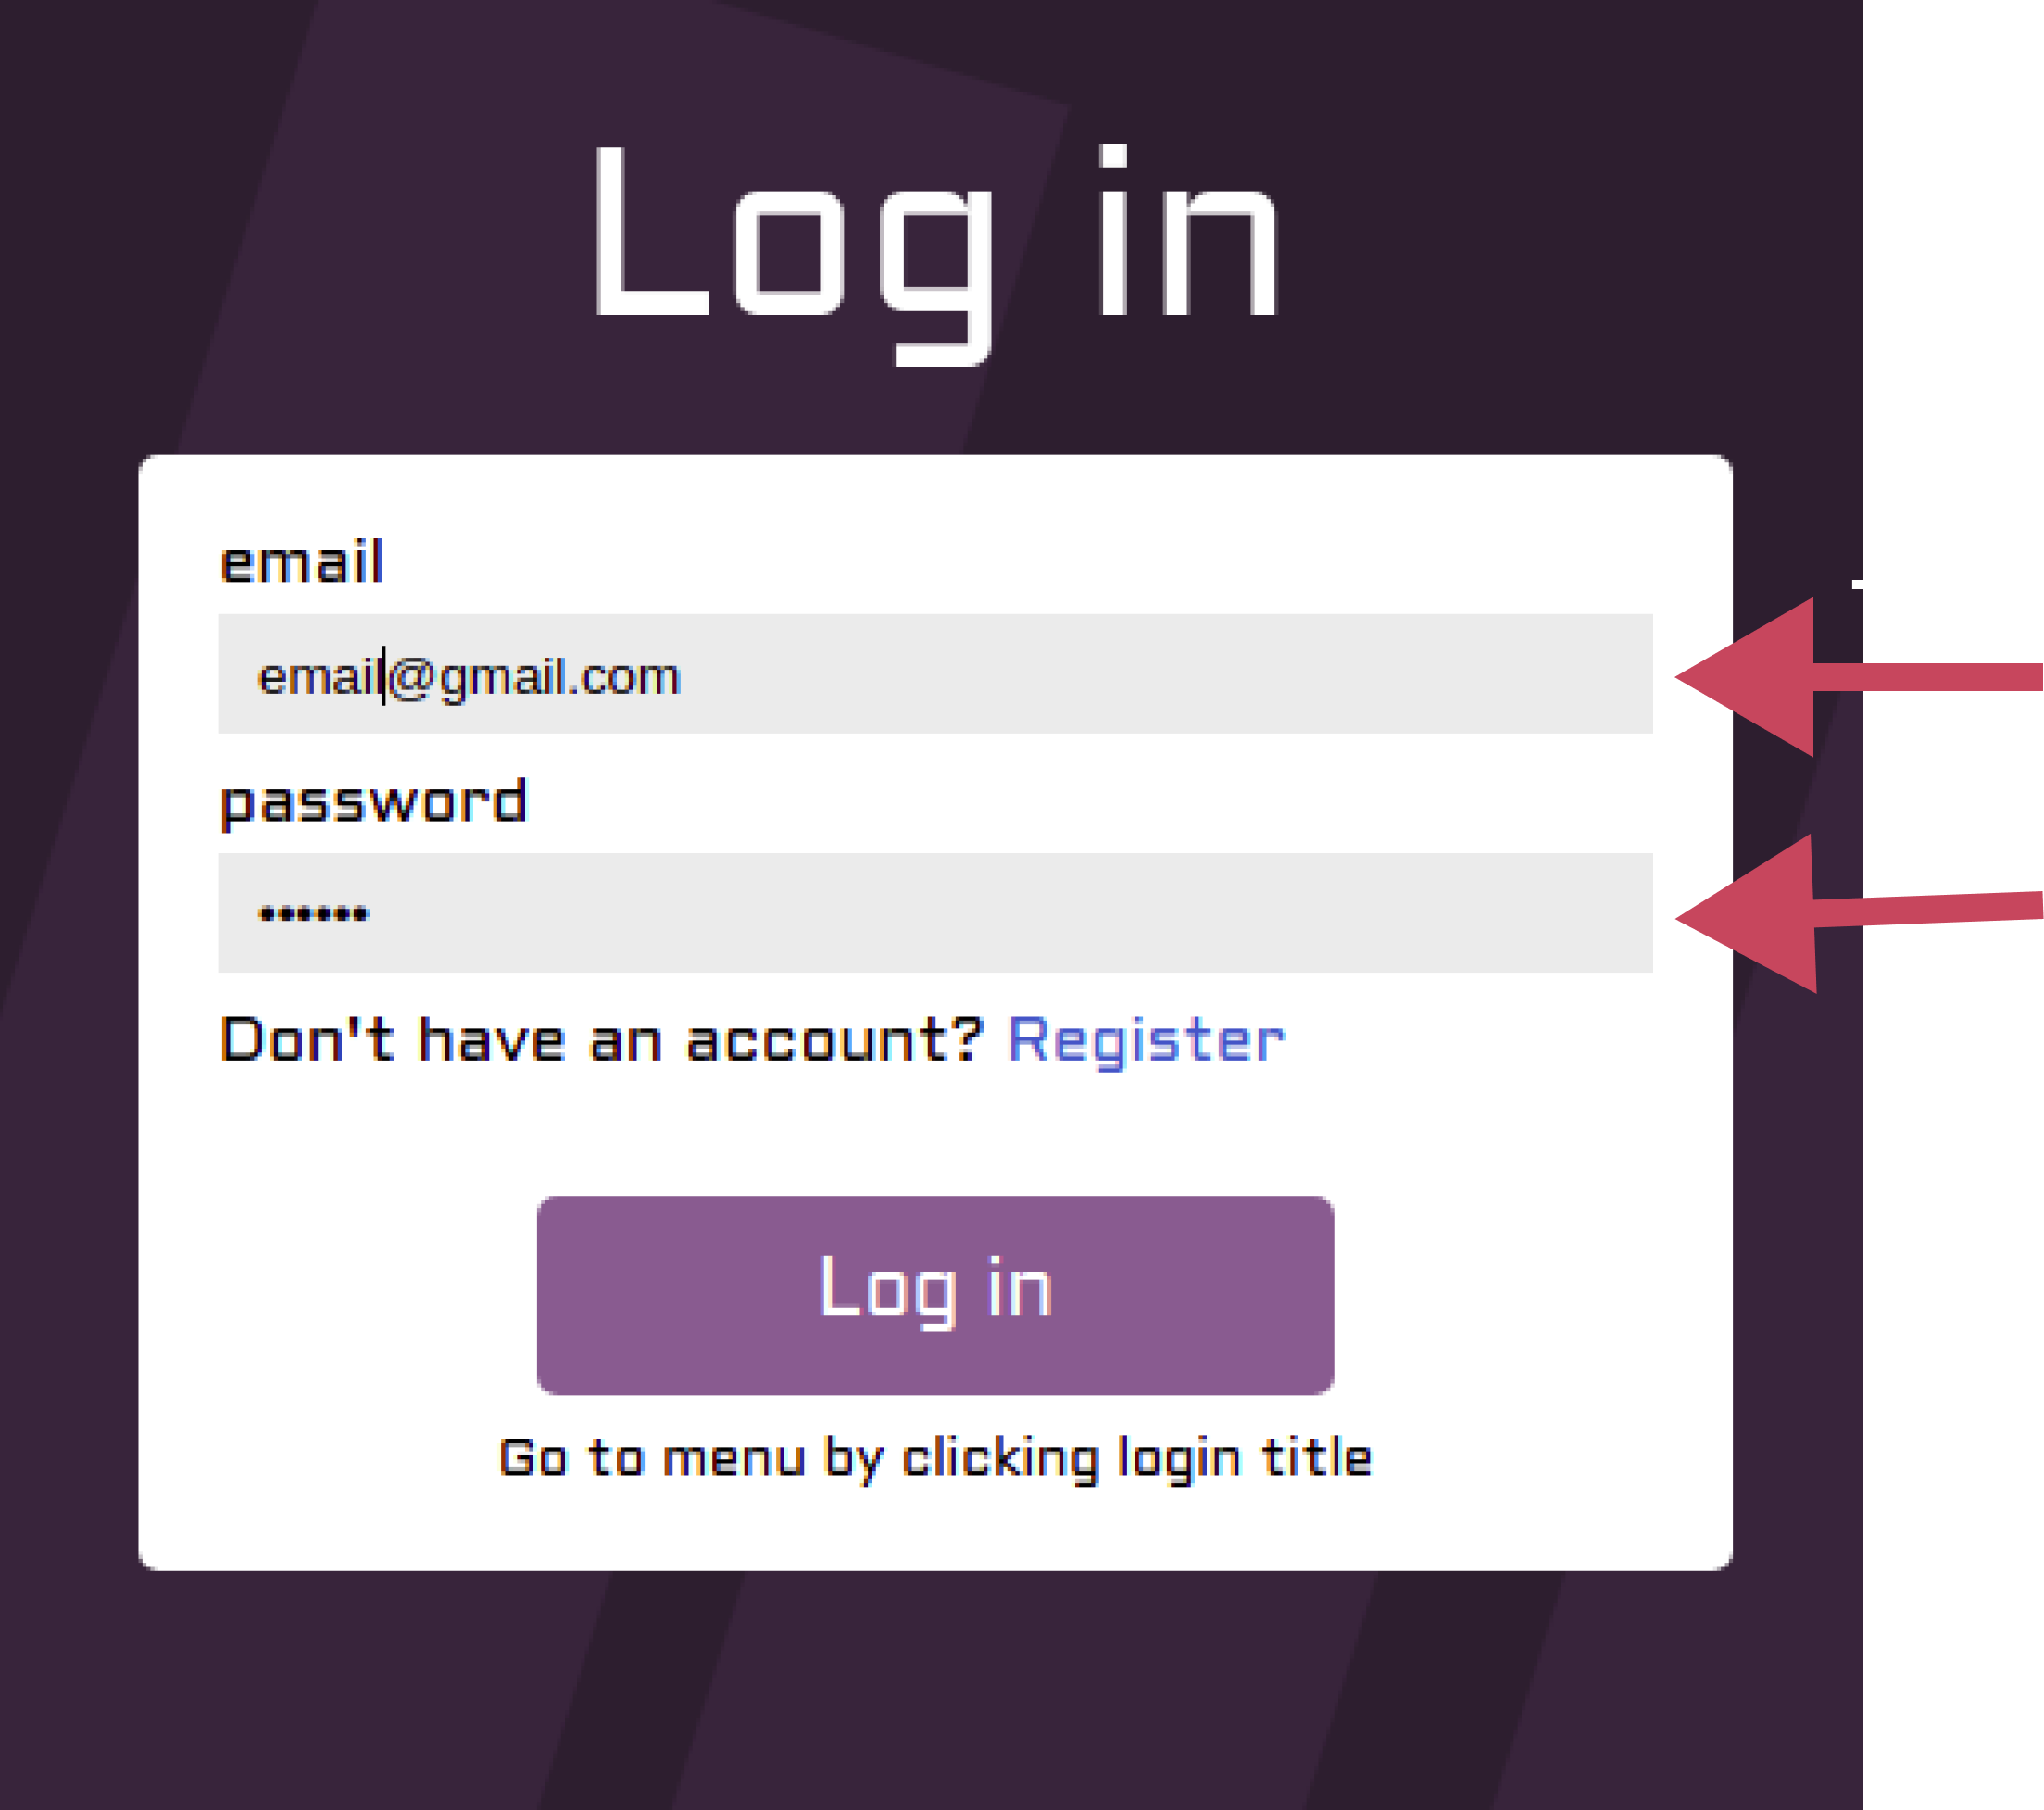 Log in
email
email@gmail.com
password
••••••
Don't have an account? Register
Log in
Go to menu by clicking login title